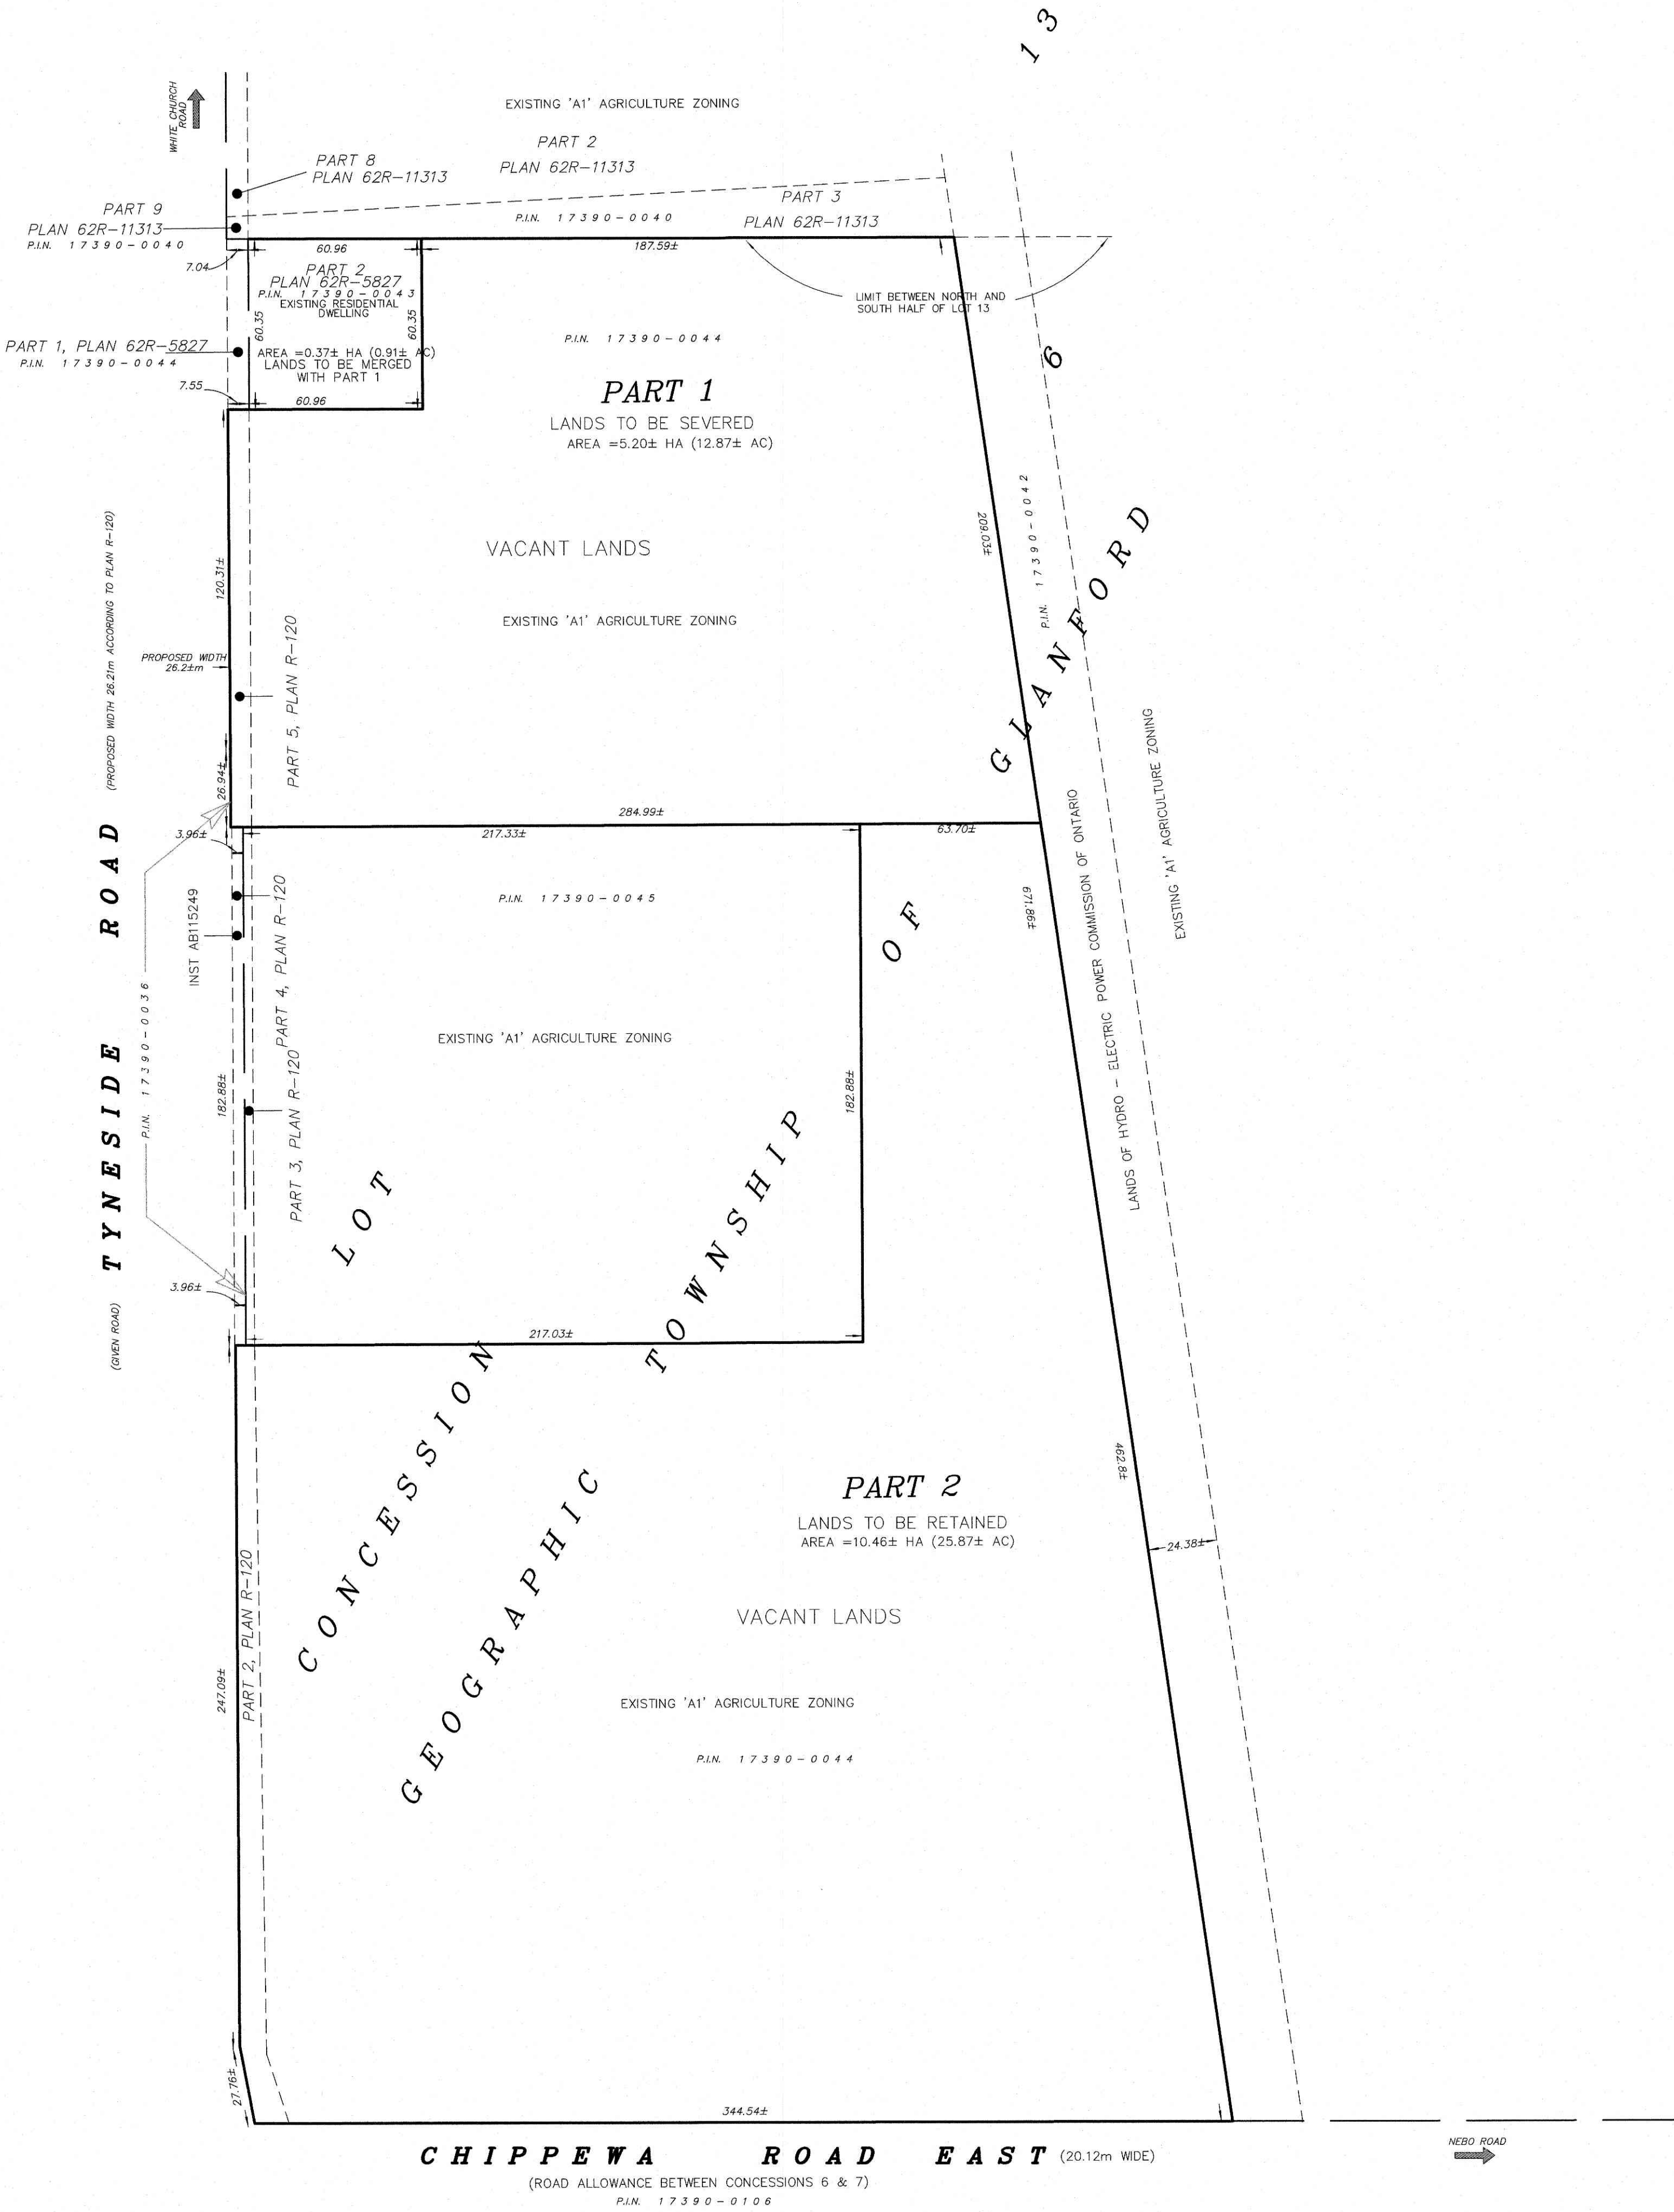 13
WHITE CHURCH
ROAD
EXISTING 'A1' AGRICULTURE ZONING
PART 2
PLAN 62R-11313
PART 8
PLAN 62R-11313
PART 3
PLAN 62R-11313
PART 9
PLAN 62R-11313
P.I.N. 17390-0040
P.I.N. 17390-0040
60.96
187.59±
7.04
PART 2
PLAN 62R-5827
P.I.N. 17390-0043
EXISTING RESIDENTIAL
DWELLING
60.35
60.35
LIMIT BETWEEN NORTH AND
SOUTH HALF OF LOT 13
PART 1, PLAN 62R-5827
P.I.N. 17390-0044
AREA =0.37± HA (0.91± AC)
LANDS TO BE MERGED
WITH PART 1
P.I.N. 17390-0044
7.55
60.96
PART 1
LANDS TO BE SEVERED
AREA =5.20± HA (12.87± AC)
6
209.03±
P.I.N. 17390-0042
VACANT LANDS
EXISTING 'A1' AGRICULTURE ZONING
120.31±
(PROPOSED WIDTH 26.21m ACCORDING TO PLAN R-120)
PROPOSED WIDTH
26.2±m
PART 5, PLAN R-120
GLANFORD
26.94±
284.99±
3.96±
217.33±
63.70±
EXISTING 'A1' AGRICULTURE ZONING
LANDS OF HYDRO - ELECTRIC POWER COMMISSION OF ONTARIO
INST AB115249
PART 4, PLAN R-120
P.I.N. 17390-0045
OF
671.86±
TYNESIDE ROAD
P.I.N. 17390-0036
EXISTING 'A1' AGRICULTURE ZONING
182.88±
PART 3, PLAN R-120
182.88±
LOT
TOWNSHIP
3.96±
(GIVEN ROAD)
217.03±
CONCESSION
GEOGRAPHIC
462.8±
PART 2
LANDS TO BE RETAINED
AREA =10.46± HA (25.87± AC)
24.38±
VACANT LANDS
PART 2, PLAN R-120
247.09±
EXISTING 'A1' AGRICULTURE ZONING
P.I.N. 17390-0044
27.76±
344.54±
CHIPPEWA ROAD EAST (20.12m WIDE)
(ROAD ALLOWANCE BETWEEN CONCESSIONS 6 & 7)
P.I.N. 17390-0106
NEBO ROAD